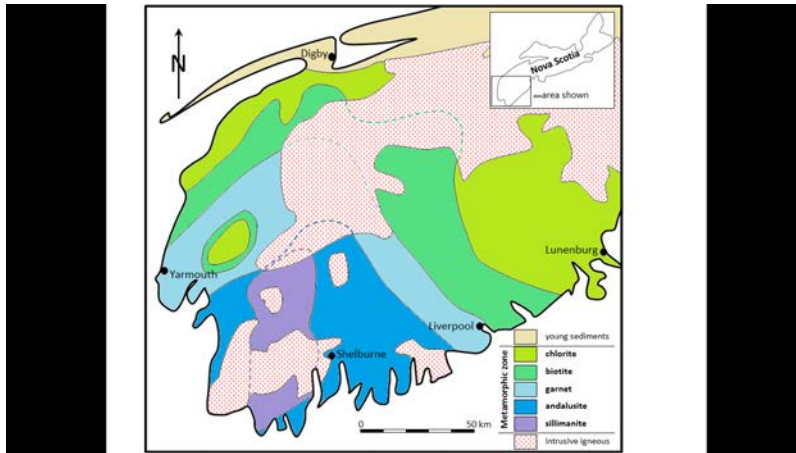 Digby
N
Nova Scotia
area shown
Lunenburg
Yarmouth
Liverpool
Shelburne
0 50 km
Metamorphic zone
young sediments
chlorite
biotite
garnet
andalusite
sillimanite
intrusive igneous